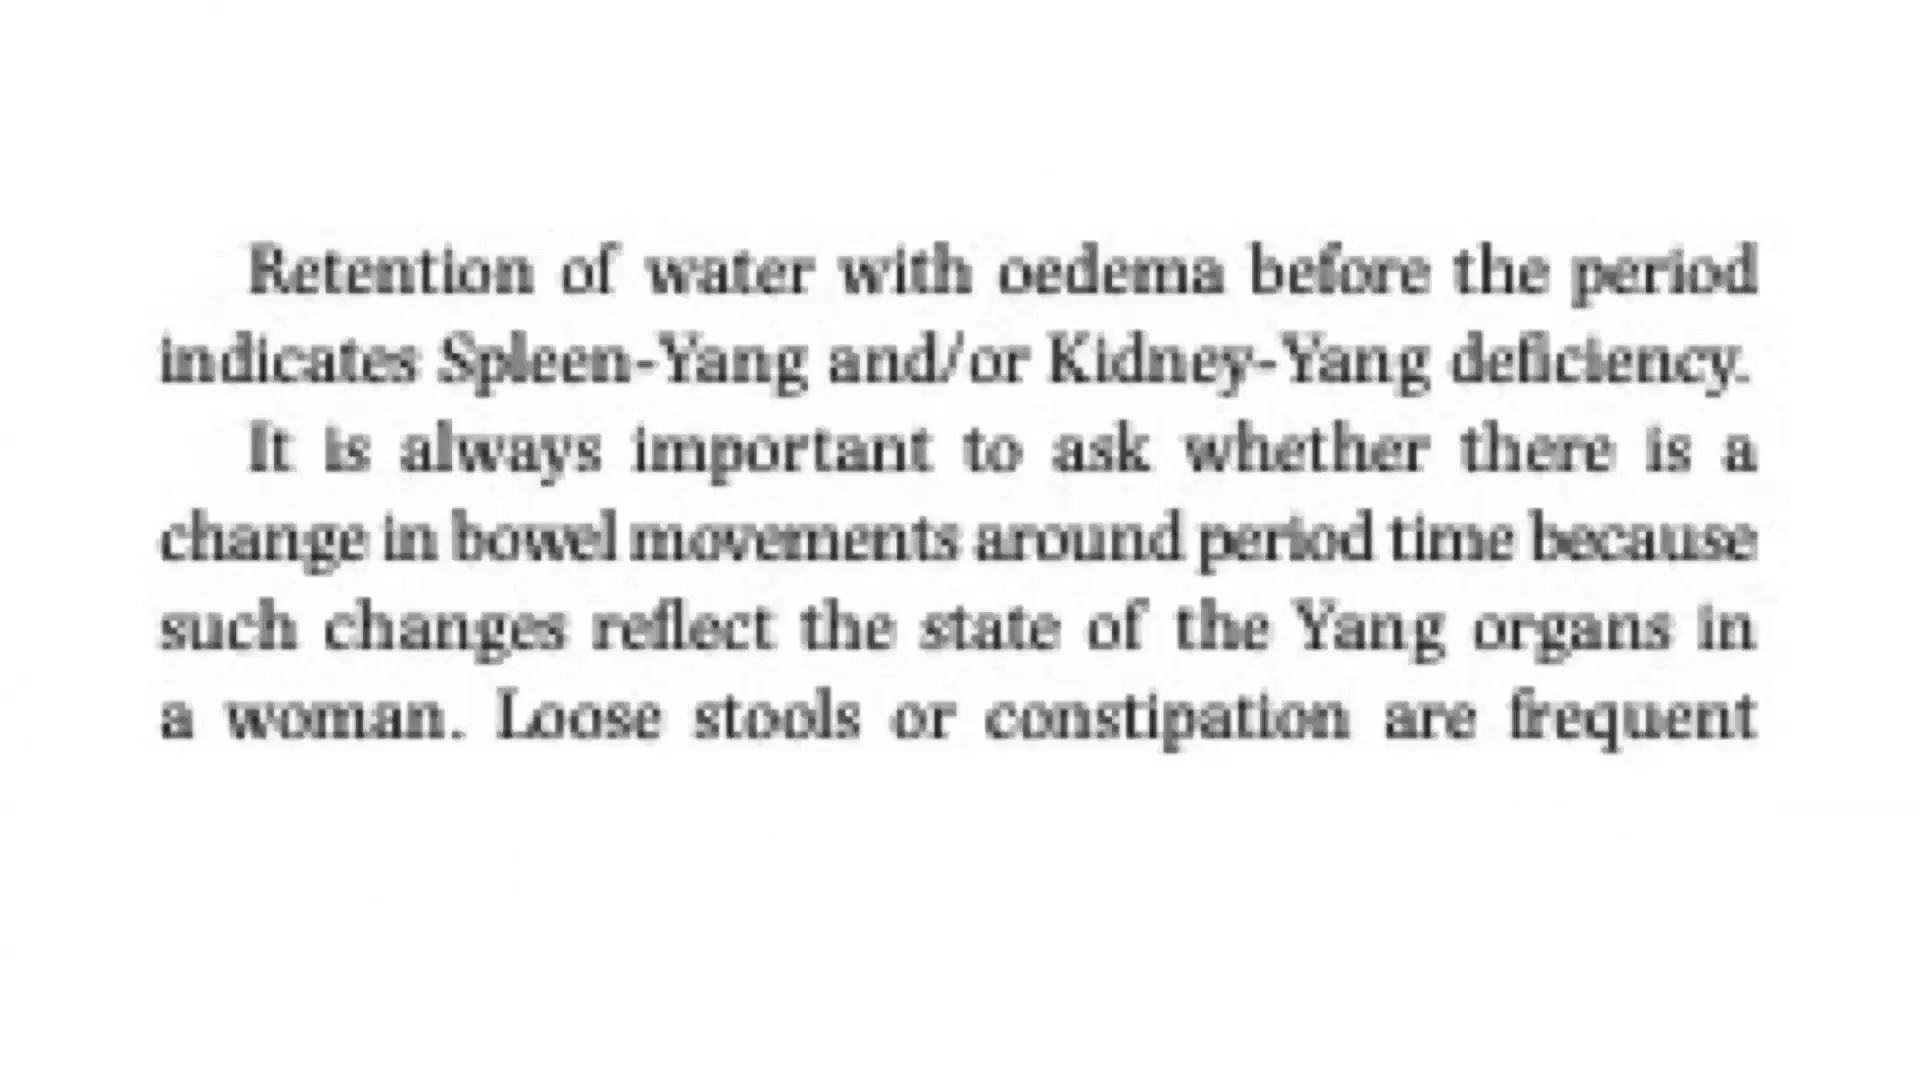 Retention of water with oedema before the period
indicates Spleen-Yang and/or Kidney-Yang deficiency.
It is always important to ask whether there is a
change in bowel movements around period time because
such changes reflect the state of the Yang organs in
a woman. Loose stools or constipation are frequent